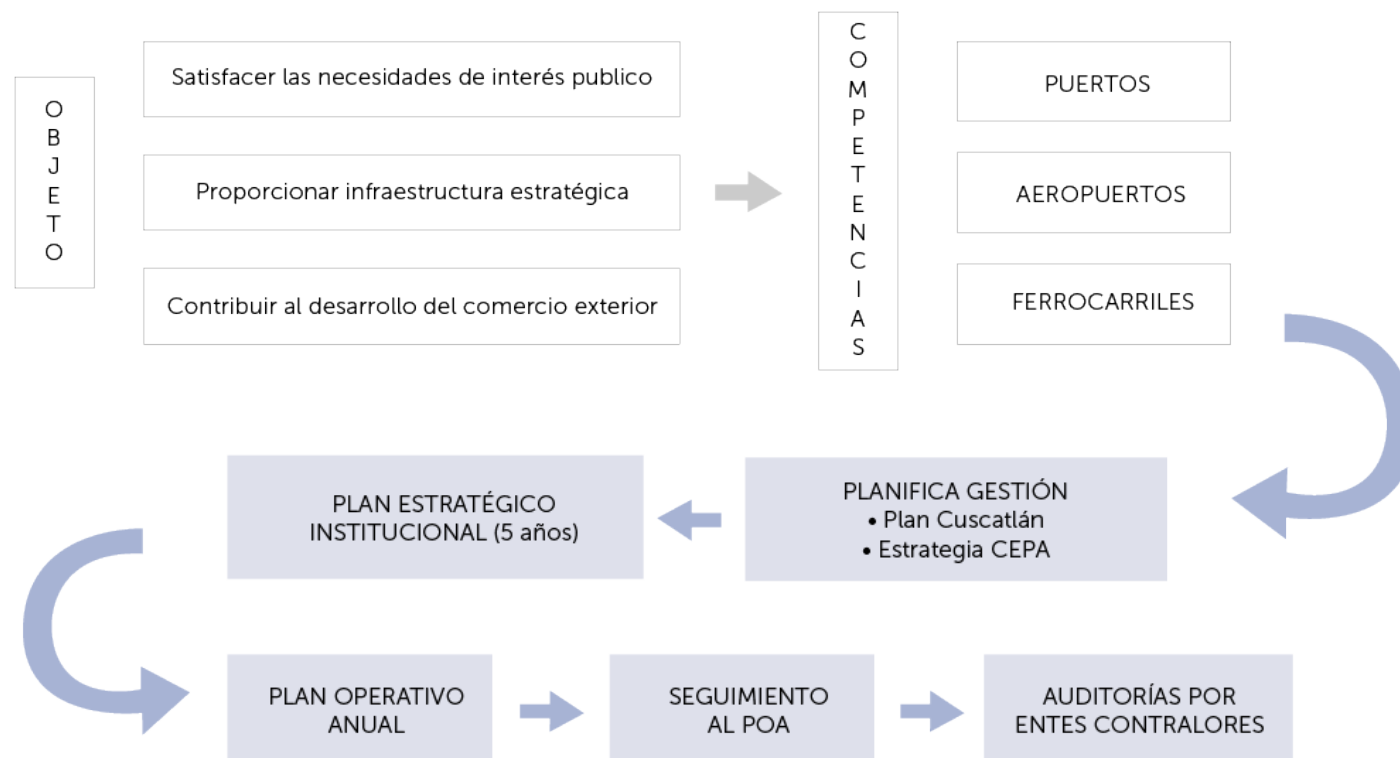 OBJETO
Satisfacer las necesidades de interés publico
Proporcionar infraestructura estratégica
Contribuir al desarrollo del comercio exterior
COMPETENCIAS
PUERTOS
AEROPUERTOS
FERROCARRILES
PLANIFICA GESTIÓN
• Plan Cuscatlán
• Estrategia CEPA
PLAN ESTRATÉGICO
INSTITUCIONAL (5 años)
PLAN OPERATIVO
ANUAL
SEGUIMIENTO
AL POA
AUDITORÍAS POR
ENTES CONTRALORES